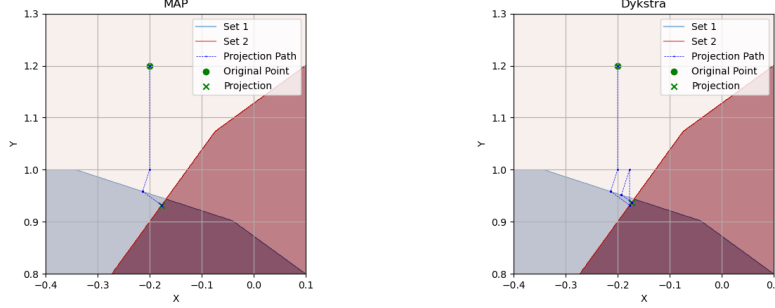 MAP
1.3
1.2
1.1
1.0
0.9
0.8
Y
−0.4 −0.3 −0.2 −0.1 0.0 0.1
X
Set 1
Set 2
Projection Path
Original Point
Projection
Dykstra
1.3
1.2
1.1
1.0
0.9
0.8
Y
−0.4 −0.3 −0.2 −0.1 0.0 0.
X
Set 1
Set 2
Projection Path
Original Point
Projection